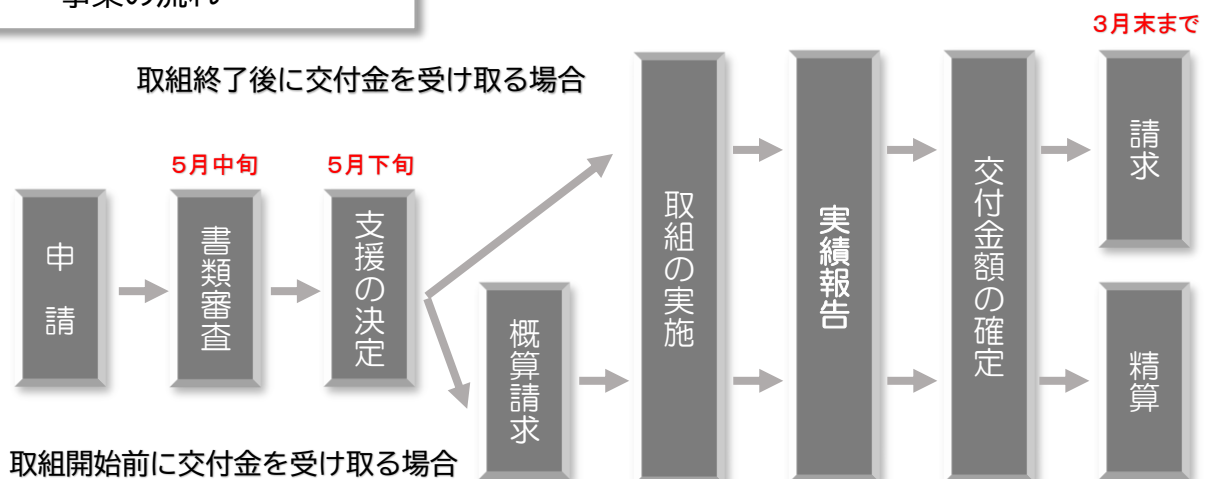 事業の流れ
3月末まで
取組終了後に交付金を受け取る場合
5月中旬
5月下旬
申請
書類審査
支援の決定
概算請求
取組の実施
実績報告
交付金額の確定
請求
精算
取組開始前に交付金を受け取る場合